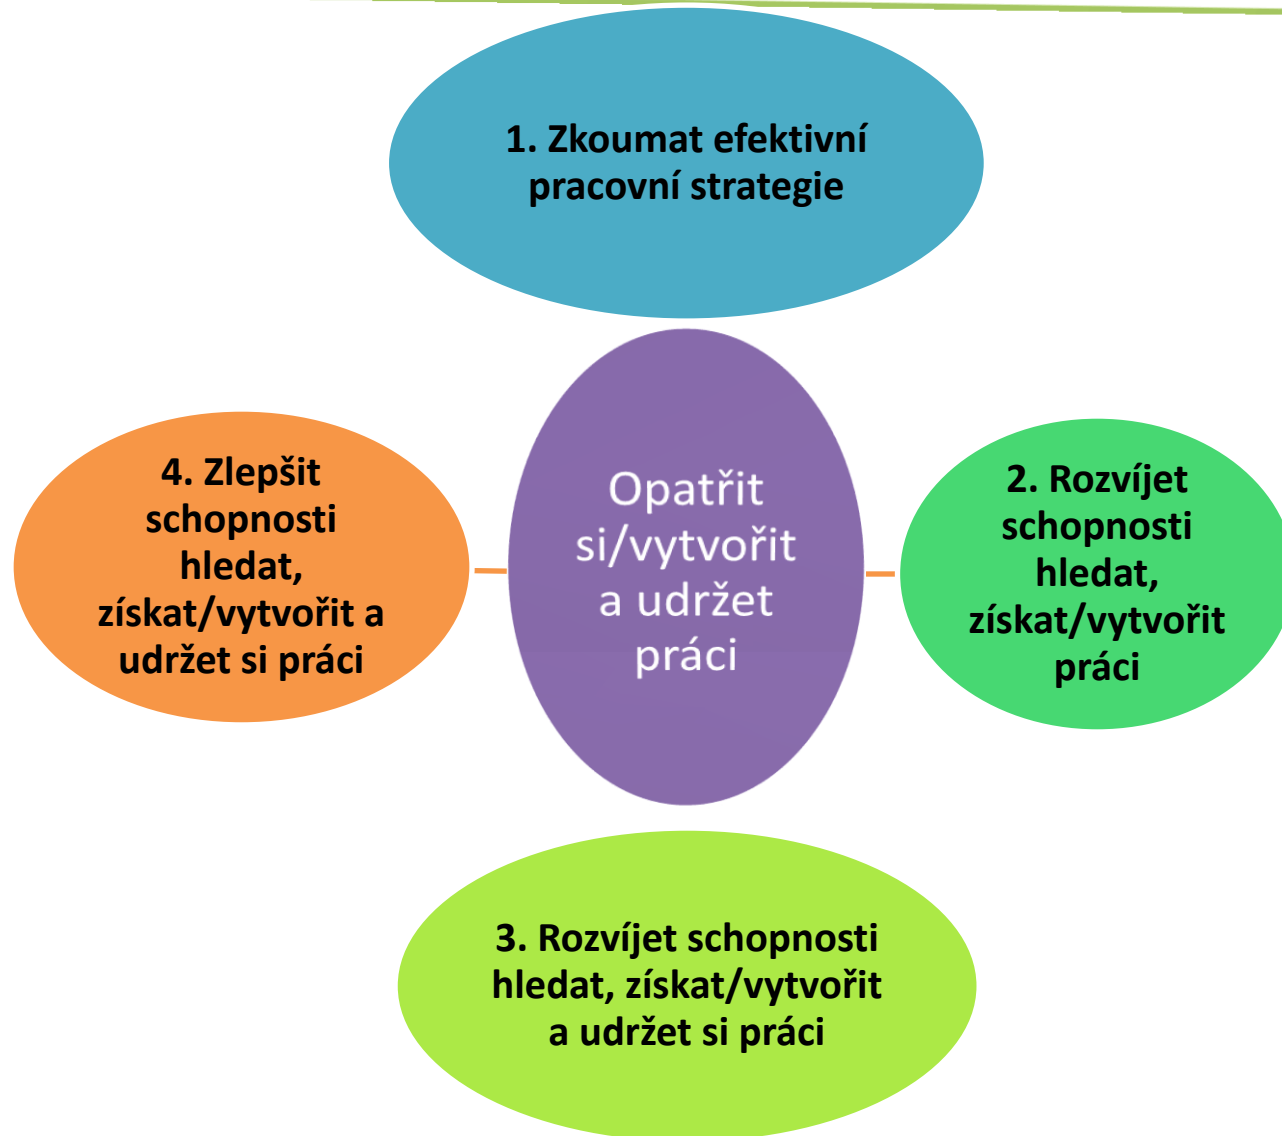 1. Zkoumat efektivní
pracovní strategie
4. Zlepšit
schopnosti
hledat,
získat/vytvořit a
udržet si práci
Opatřit
si/vytvořit
a udržet
práci
2. Rozvíjet
schopnosti
hledat,
získat/vytvořit
práci
3. Rozvíjet schopnosti
hledat, získat/vytvořit
a udržet si práci